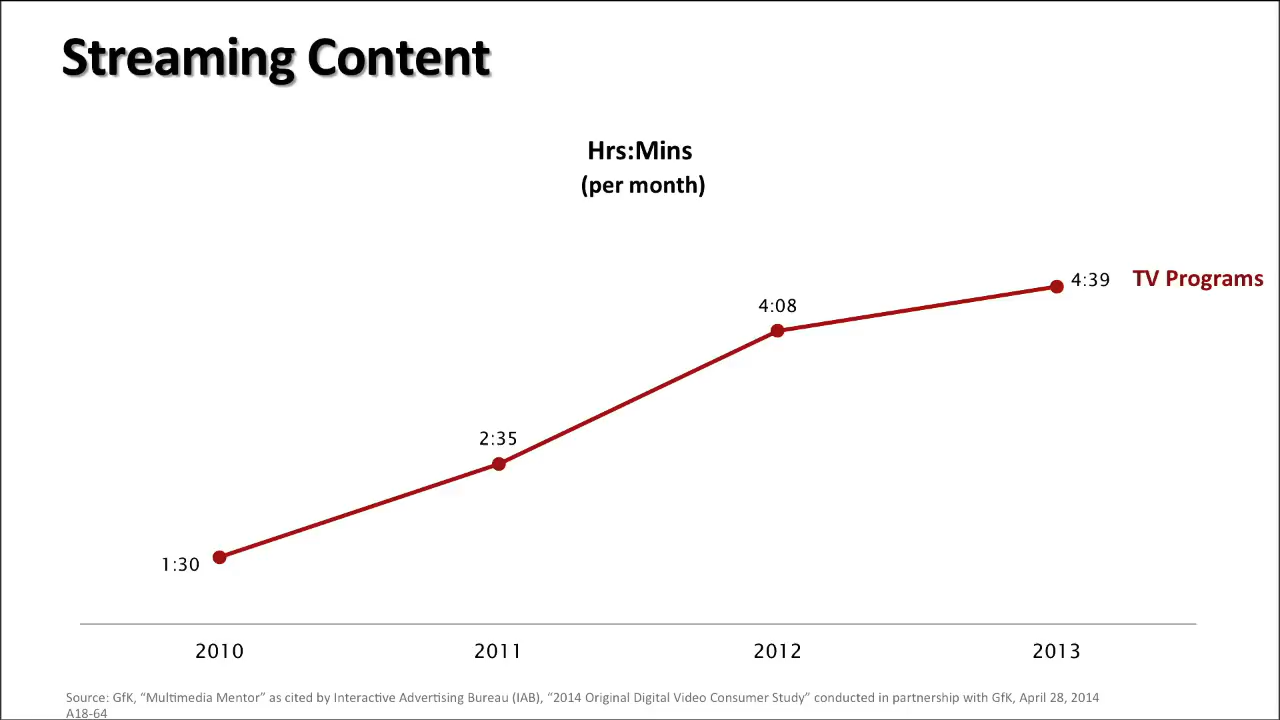 Streaming Content
Hrs:Mins
(per month)
4:39 TV Programs
4:08
2:35
1:30
2010 2011 2012 2013
Source: GfK, “Multimedia Mentor” as cited by Interactive Advertising Bureau (IAB), “2014 Original Digital Video Consumer Study” conducted in partnership with GfK, April 28, 2014
A18-64